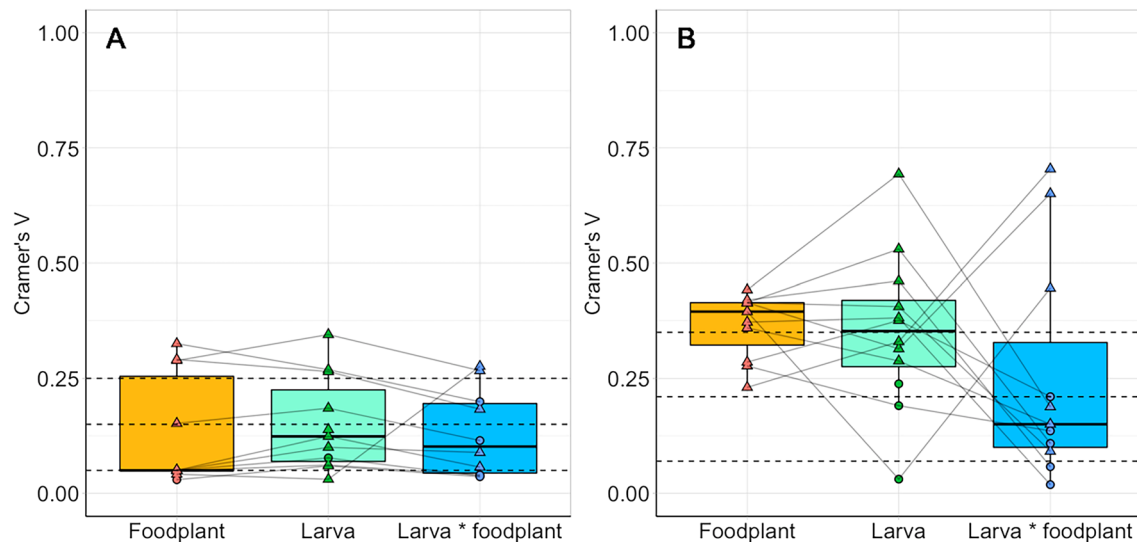 A
Cramer's V
1.00
0.75
0.50
0.25
0.00
Foodplant
Larva
Larva * foodplant
B
Cramer's V
1.00
0.75
0.50
0.25
0.00
Foodplant
Larva
Larva * foodplant